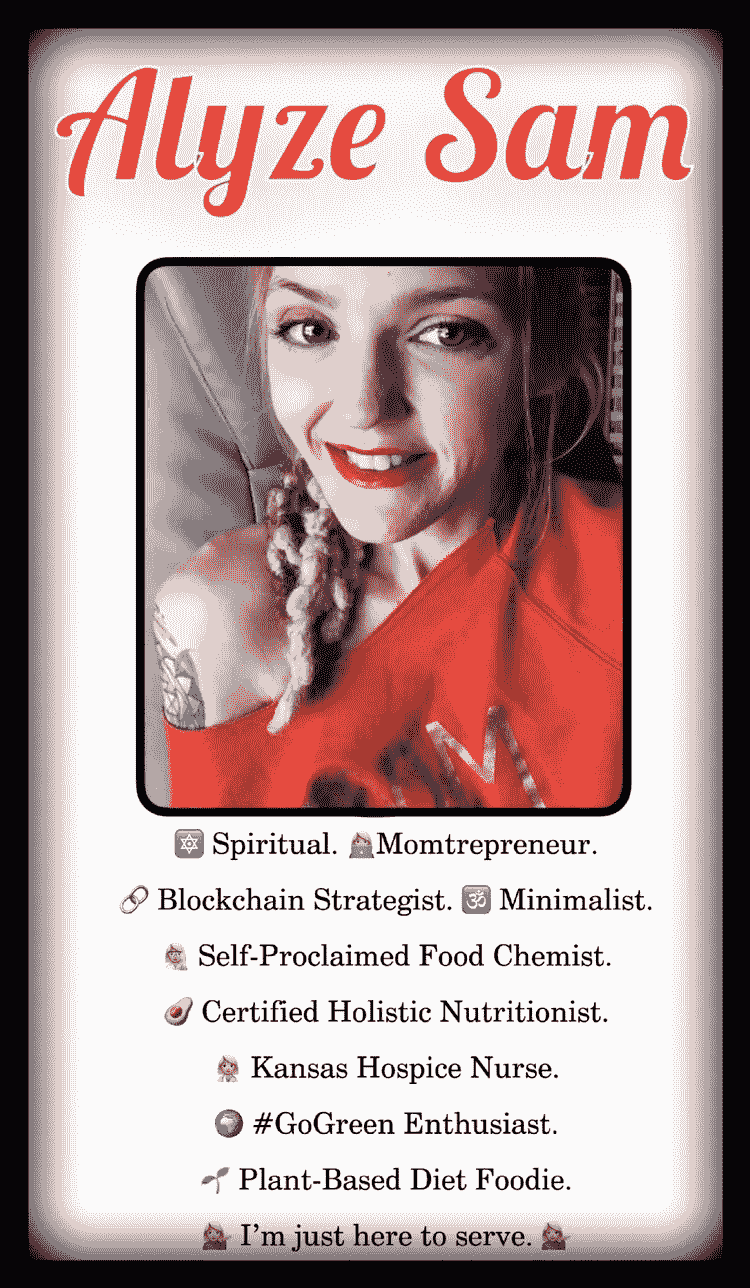 Alyze Sam
🔯 Spiritual. 👩‍💻Momtrepreneur.
🔗 Blockchain Strategist. 🕉 Minimalist.
👩‍🔬 Self-Proclaimed Food Chemist.
🥑 Certified Holistic Nutritionist.
👩‍⚕️ Kansas Hospice Nurse.
🌍 #GoGreen Enthusiast.
🌱 Plant-Based Diet Foodie.
💁‍♀️ I’m just here to serve. 💁‍♀️